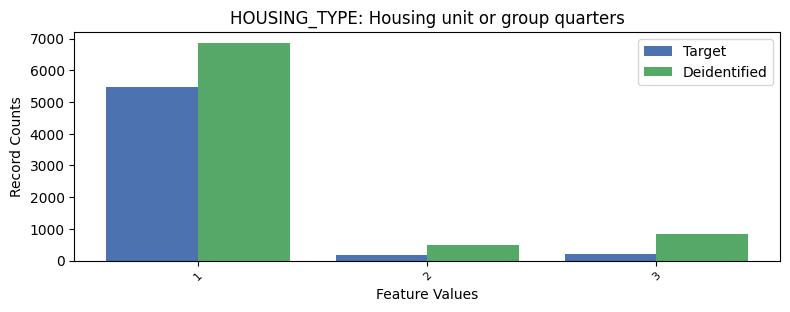 HOUSING_TYPE: Housing unit or group quarters
Target
Deidentified
Record Counts
7000
6000
5000
4000
3000
2000
1000
0
1
2
3
Feature Values